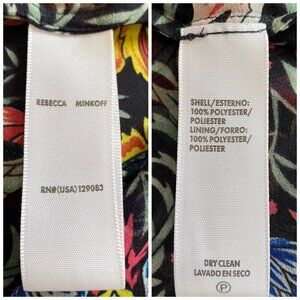 REBECCA MINKOFF
RN#(USA) 129083
SHELL/ESTERNO:
100% POLYESTER/
POLIESTER
LINING/FORRO:
100% POLYESTER/
POLIESTER
DRY CLEAN
LAVADO EN SECO
P